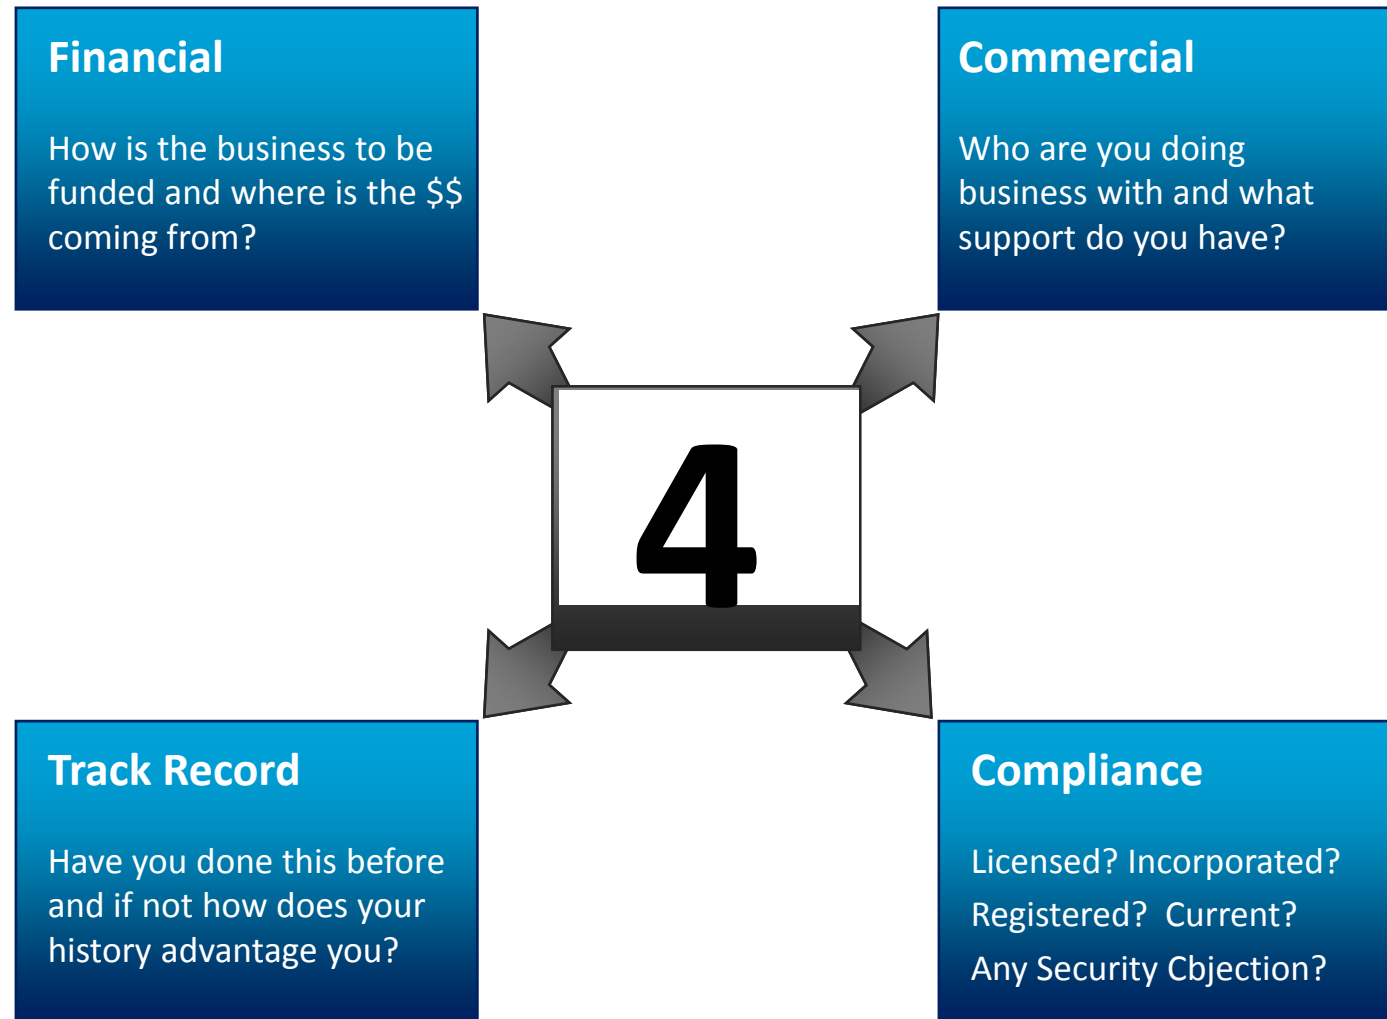 Financial
How is the business to be
funded and where is the $$
coming from?
Commercial
Who are you doing
business with and what
support do you have?
4
Track Record
Have you done this before
and if not how does your
history advantage you?
Compliance
Licensed? Incorporated?
Registered?  Current?
Any Security Cbjection?